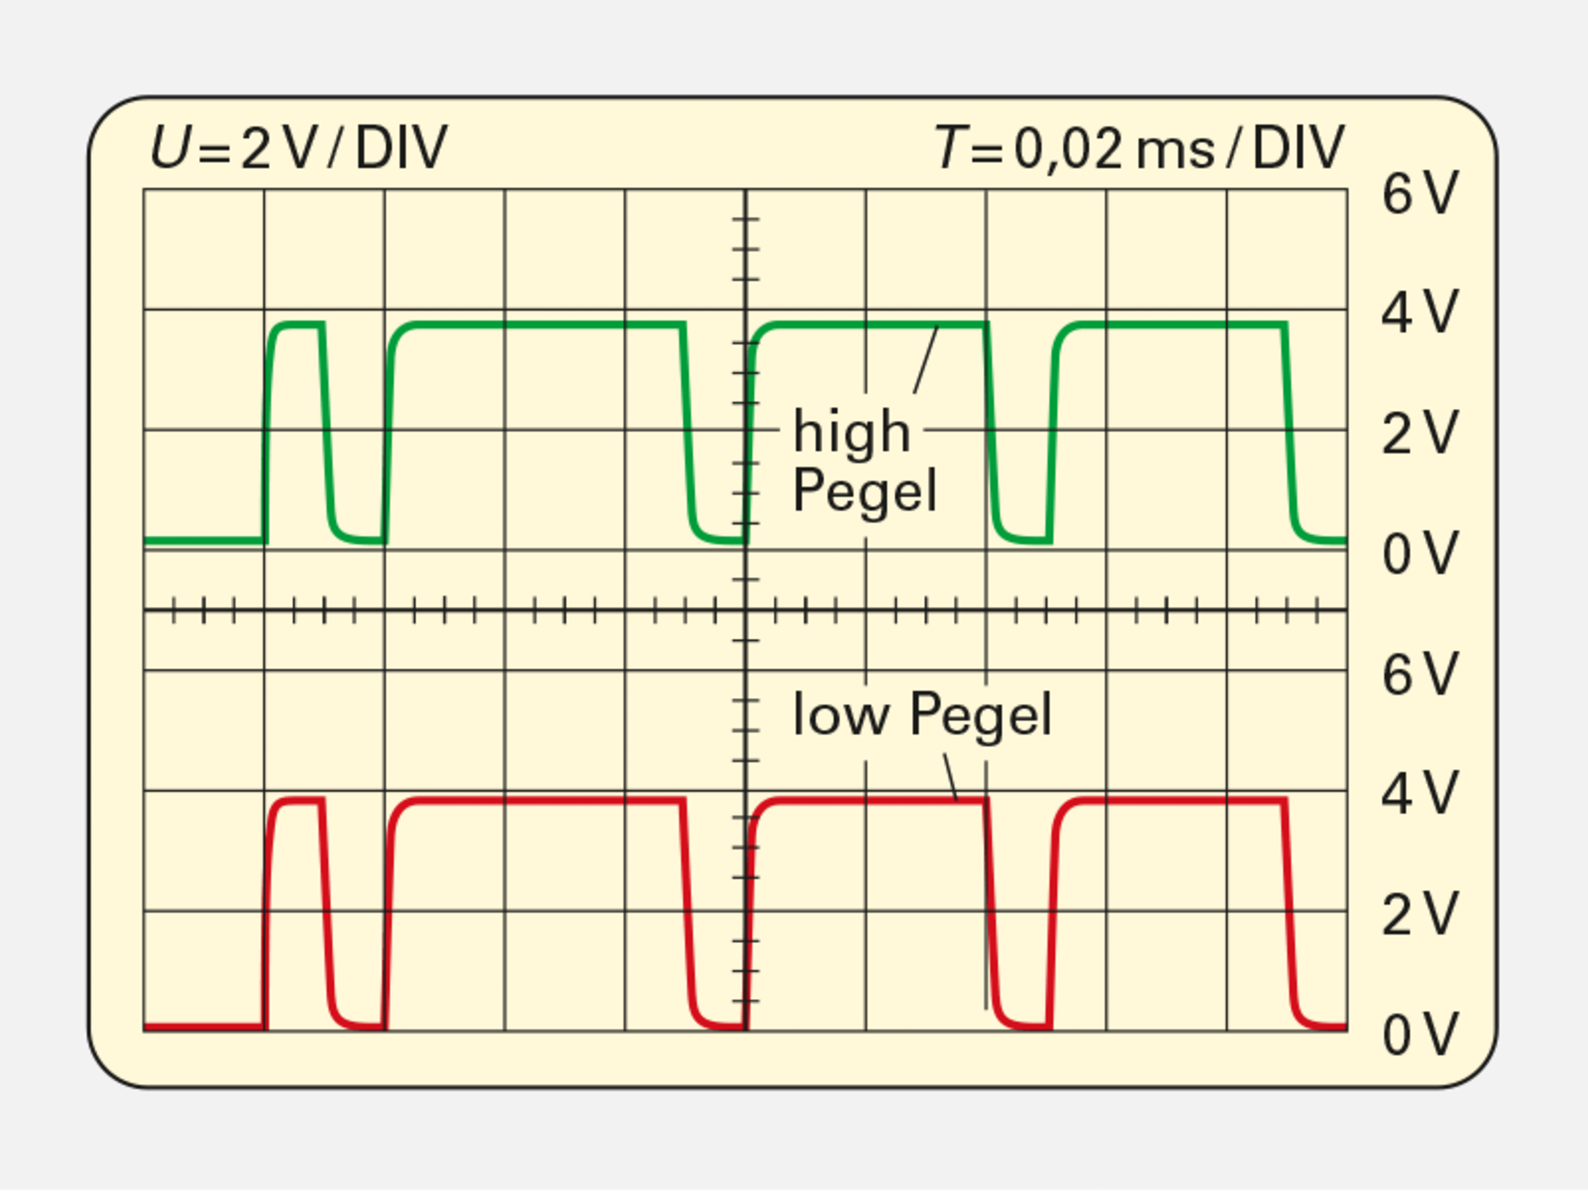 U=2 V/DIV
T=0,02 ms/DIV
6 V
4 V
high
2 V
Pegel
0 V
6 V
low Pegel
4 V
2 V
0 V